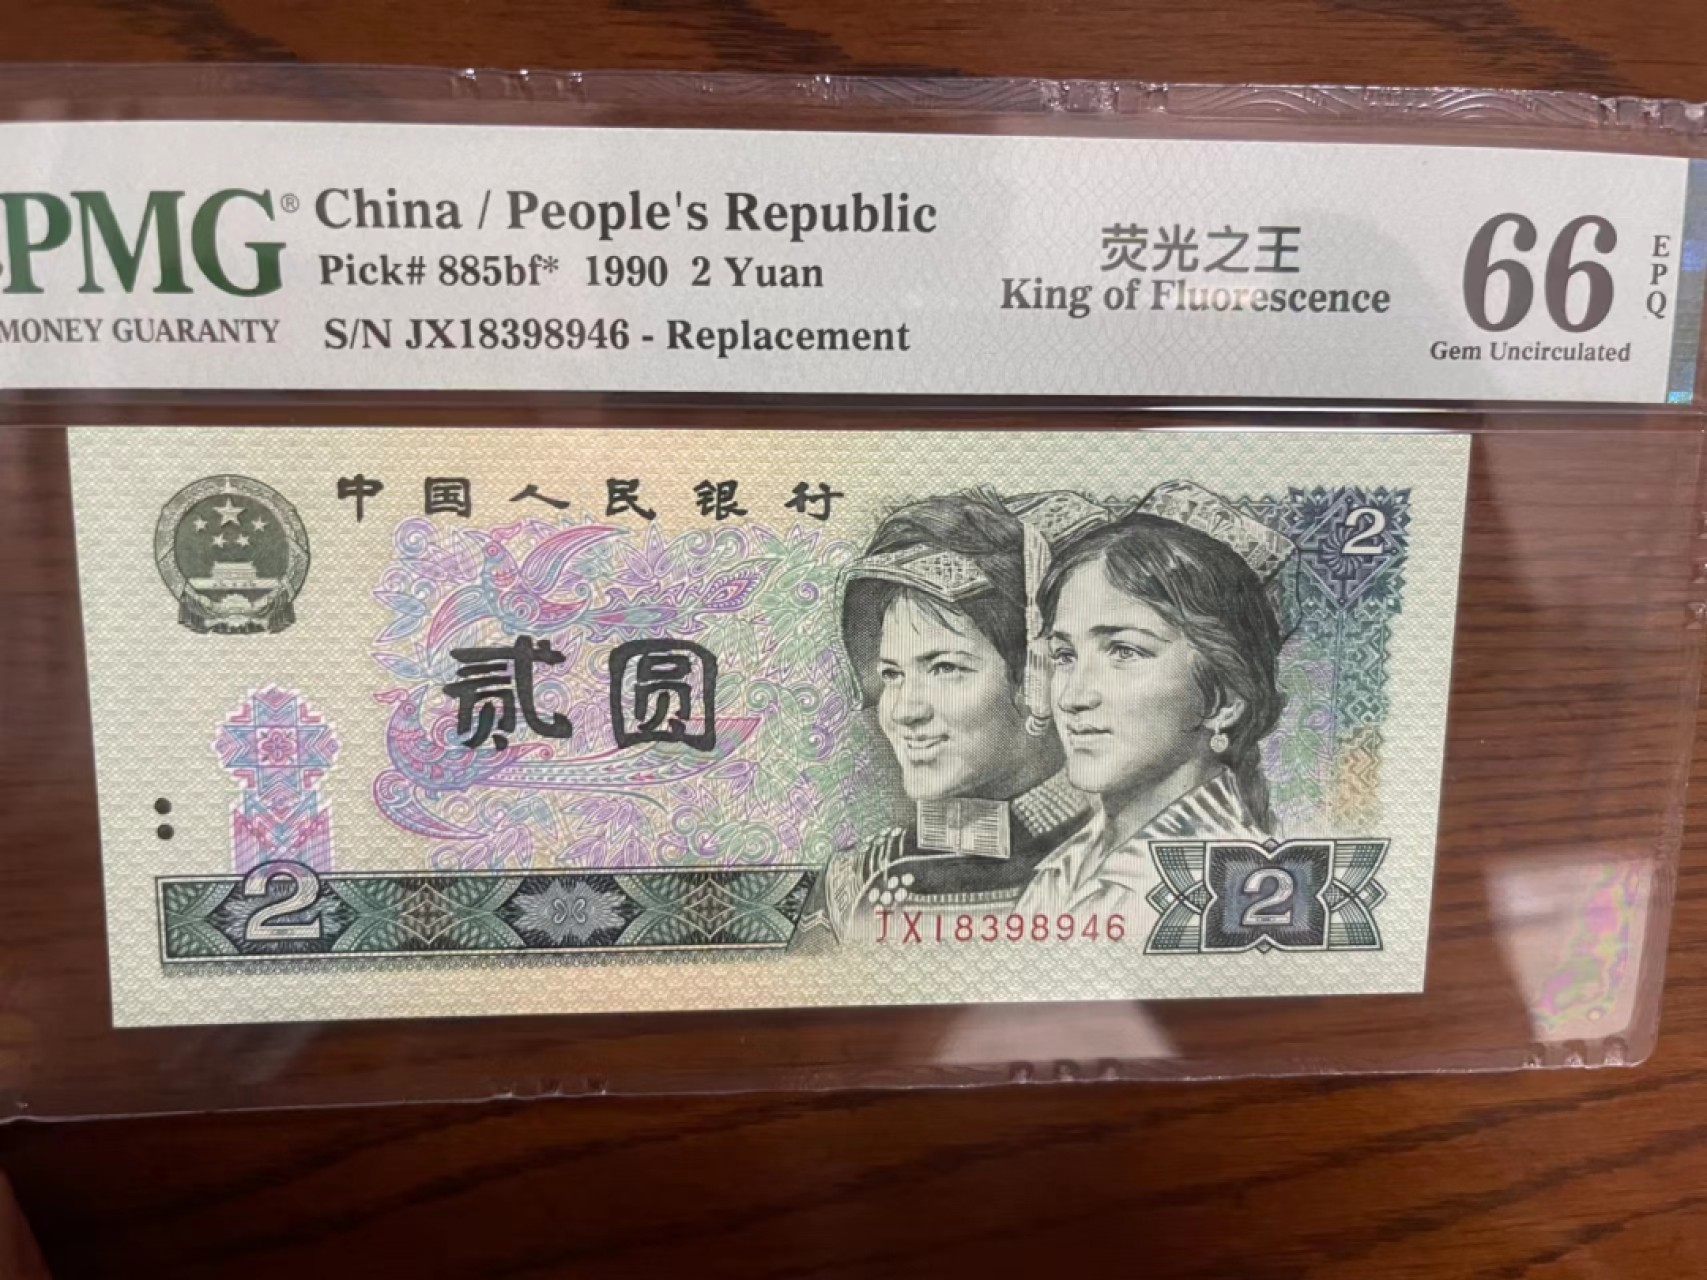 PMG® China / People's Republic
Pick# 885bf* 1990 2 Yuan
MONEY GUARANTY S/N JX18398946 - Replacement
荧光之王
King of Fluorescence
66 EPQ
Gem Uncirculated
中国人民银行
2
贰圆
2
JX18398946
2